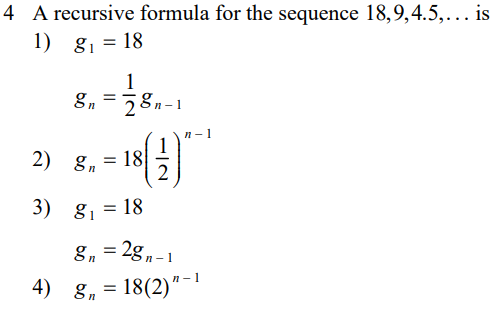 4 A recursive formula for the sequence 18,9,4.5,... is
1) g₁ = 18
gₙ = 1/2 gₙ₋₁
2) gₙ = 18(1/2)ⁿ⁻¹
3) g₁ = 18
gₙ = 2gₙ₋₁
4) gₙ = 18(2)ⁿ⁻¹